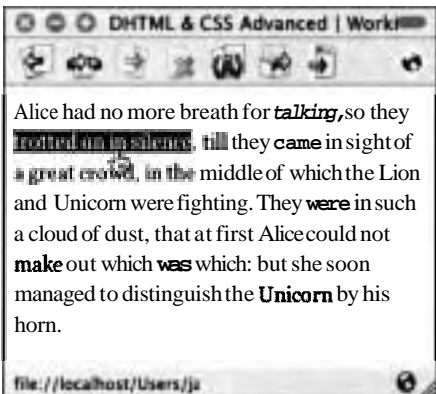 DHTML & CSS Advanced | Worki
Alice had no more breath for talking, so they
trotted on in silence, till they came in sight of
a great crowd, in the middle of which the Lion
and Unicorn were fighting. They were in such
a cloud of dust, that at first Alice could not
make out which was which: but she soon
managed to distinguish the Unicorn by his
horn.
file://localhost/Users/ja